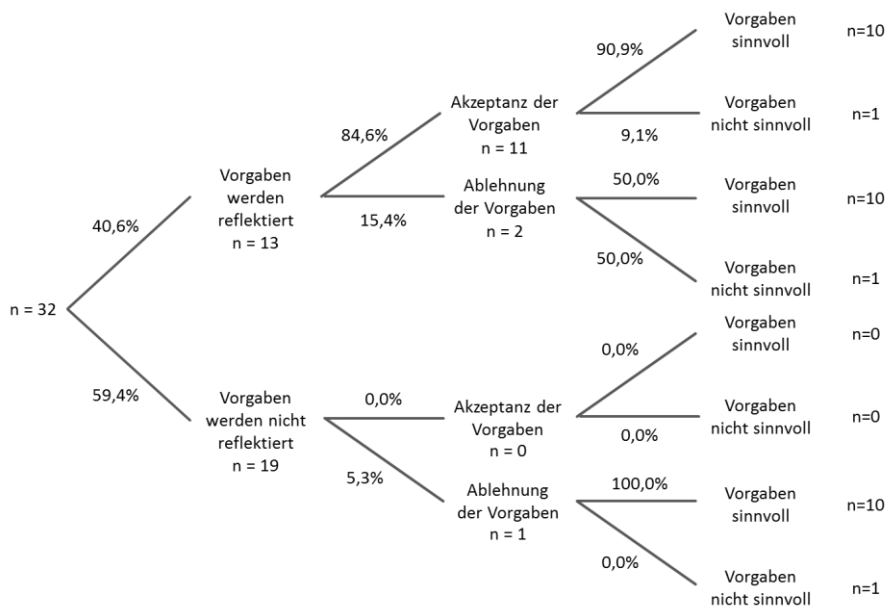 Vorgaben
sinnvoll
n=10
90,9%
Akzeptanz der
Vorgaben
n = 11
Vorgaben
nicht sinnvoll
n=1
84,6%
9,1%
Vorgaben
werden
reflektiert
n = 13
50,0%
Vorgaben
sinnvoll
n=10
Ablehnung
der Vorgaben
n = 2
40,6%
15,4%
50,0%
Vorgaben
nicht sinnvoll
n=1
n = 32
Vorgaben
sinnvoll
n=0
0,0%
59,4%
Vorgaben
werden nicht
reflektiert
n = 19
0,0%
Akzeptanz der
Vorgaben
n = 0
Vorgaben
nicht sinnvoll
n=0
0,0%
5,3%
100,0%
Ablehnung
der Vorgaben
n = 1
Vorgaben
sinnvoll
n=10
0,0%
Vorgaben
nicht sinnvoll
n=1